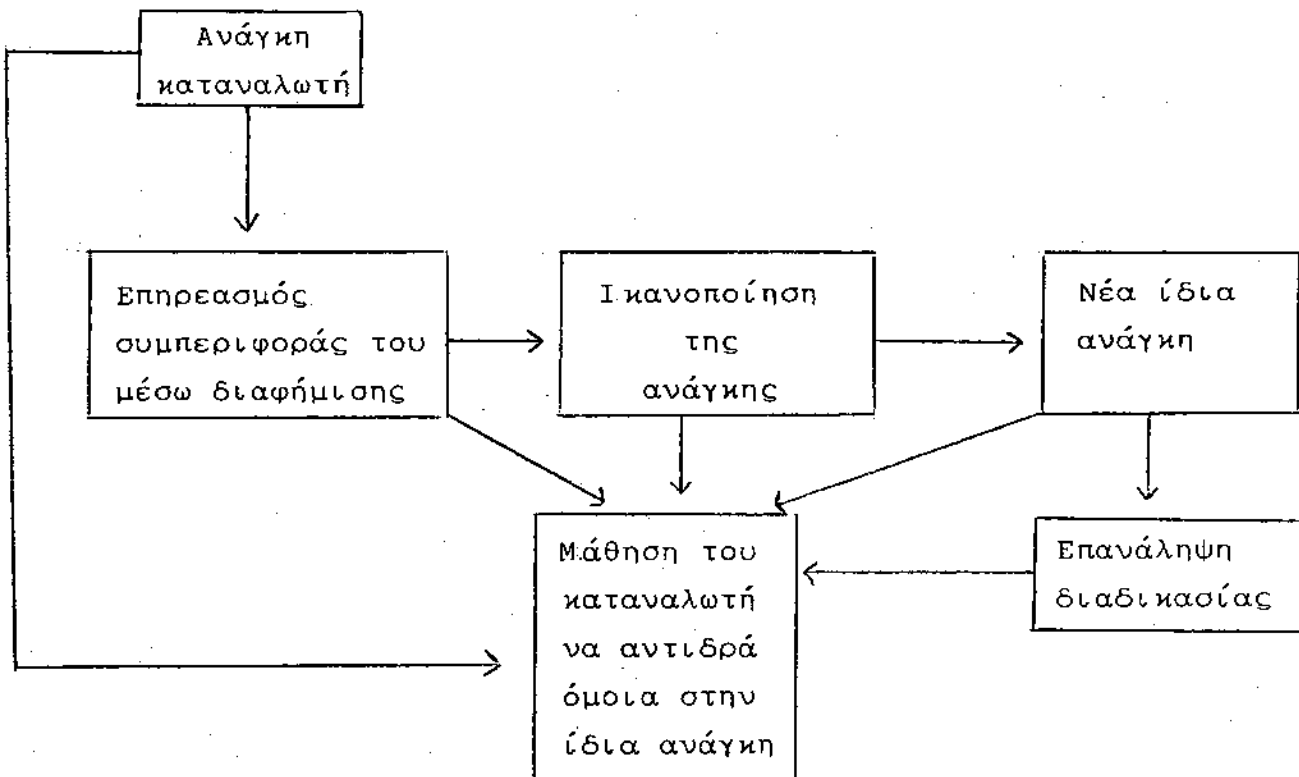 Ανάγκη
καταναλωτή
Επηρεασμός
συμπεριφοράς του
μέσω διαφήμισης
Ικανοποίηση
της
ανάγκης
Νέα ίδια
ανάγκη
Μάθηση του
καταναλωτή
να αντιδρά
όμοια στην
ίδια ανάγκη
Επανάληψη
διαδικασίας